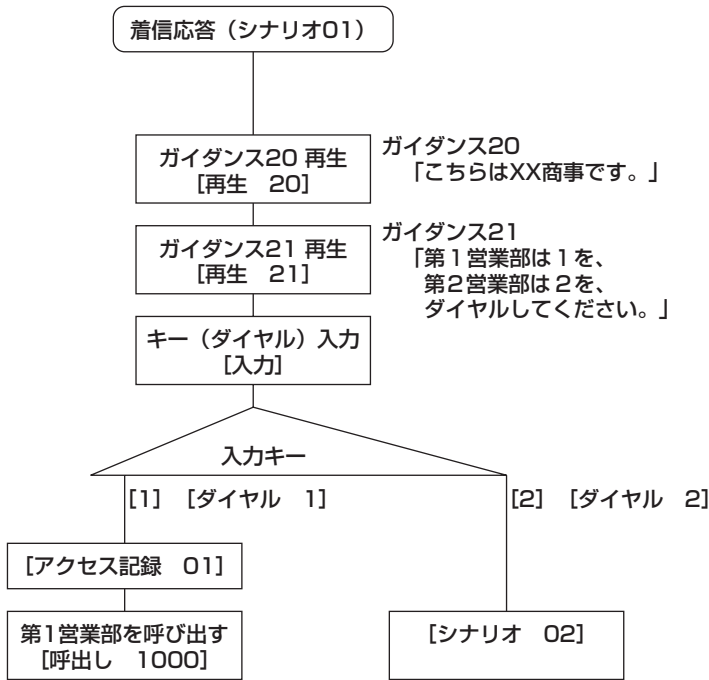 着信応答（シナリオ01）
ガイダンス20 再生
[再生　20]
ガイダンス20
「こちらはXX商事です。」
ガイダンス21 再生
[再生　21]
ガイダンス21
「第1営業部は1を、
第2営業部は2を、
ダイヤルしてください。」
キー（ダイヤル）入力
[入力]
入力キー
[1]　[ダイヤル　1]
[2]　[ダイヤル　2]
[アクセス記録　01]
第1営業部を呼び出す
[呼出し　1000]
[シナリオ　02]